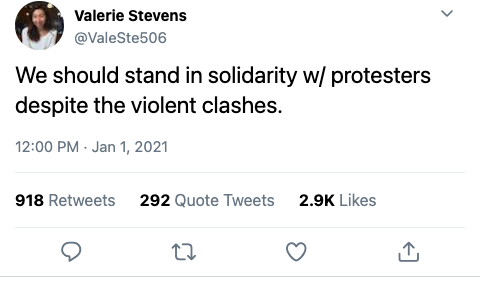 Valerie Stevens
@ValeSte506
We should stand in solidarity w/ protesters
despite the violent clashes.
12:00 PM · Jan 1, 2021
918 Retweets 292 Quote Tweets 2.9K Likes